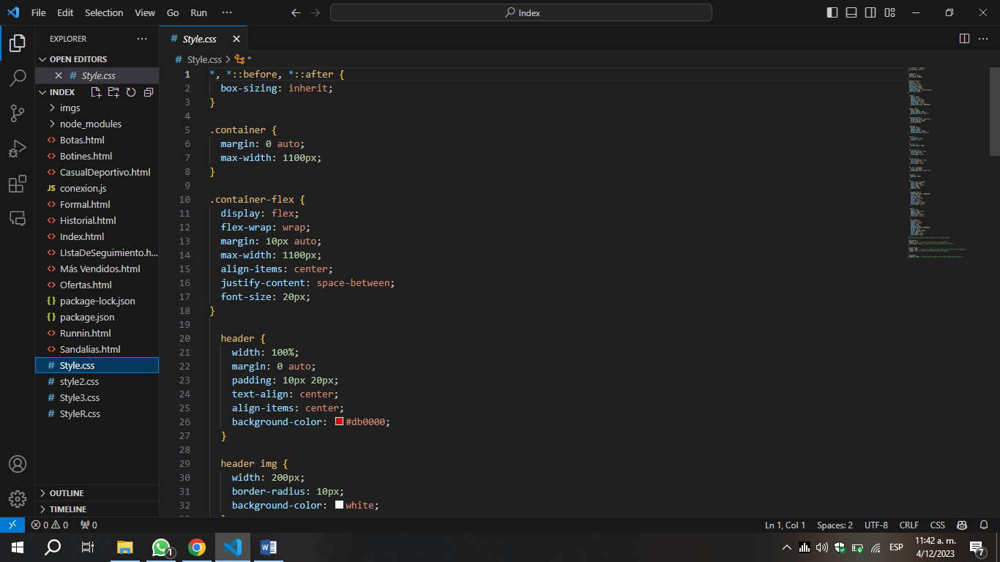 File Edit Selection View Go Run ··· Index
EXPLORER ···
OPEN EDITORS
# Style.css
INDEX
imgs
node_modules
<> Botas.html
<> Botines.html
<> CasualDeportivo.html
JS conexion.js
<> Formal.html
<> Historial.html
<> Index.html
<> LIstaDeSeguimiento.h...
<> Más Vendidos.html
<> Ofertas.html
{} package-lock.json
{} package.json
<> Runnin.html
<> Sandalias.html
# Style.css
# style2.css
# Style3.css
# StyleR.css
OUTLINE
TIMELINE
# Style.css
# Style.css > *
1 *, *::before, *::after {
2 box-sizing: inherit;
3 }
4
5 .container {
6 margin: 0 auto;
7 max-width: 1100px;
8 }
9
10 .container-flex {
11 display: flex;
12 flex-wrap: wrap;
13 margin: 10px auto;
14 max-width: 1100px;
15 align-items: center;
16 justify-content: space-between;
17 font-size: 20px;
18 }
19
20 header {
21 width: 100%;
22 margin: 0 auto;
23 padding: 10px 20px;
24 text-align: center;
25 align-items: center;
26 background-color: #db0000;
27 }
28
29 header img {
30 width: 200px;
31 border-radius: 10px;
32 background-color: white;
0 0 0 Ln 1, Col 1 Spaces: 2 UTF-8 CRLF CSS
1 W ESP 11:42 a. m. 7
4/12/2023